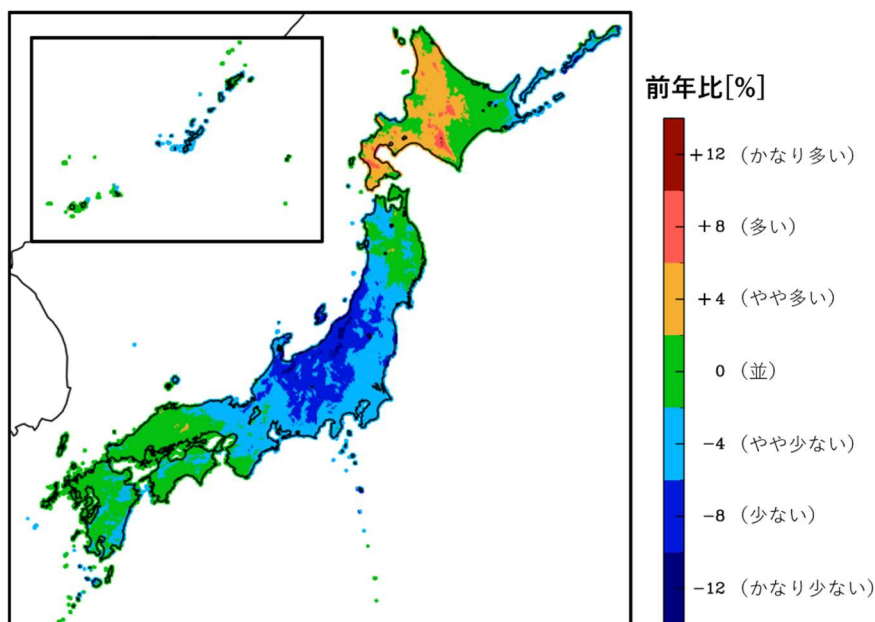 前年比[%]
+12 (かなり多い)
+8 (多い)
+4 (やや多い)
0 (並)
-4 (やや少ない)
-8 (少ない)
-12 (かなり少ない)